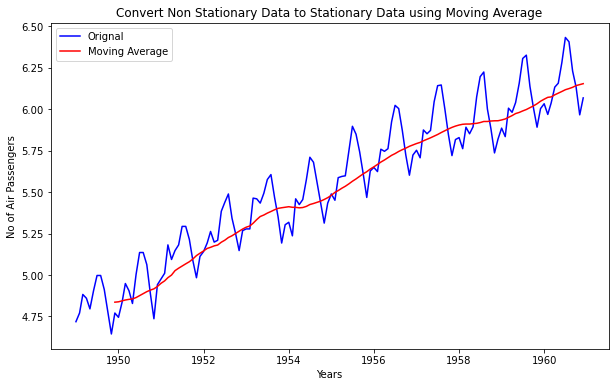 Convert Non Stationary Data to Stationary Data using Moving Average
Orignal
Moving Average
6.50
6.25
6.00
5.75
5.50
5.25
5.00
4.75
No of Air Passengers
1950
1952
1954
1956
1958
1960
Years